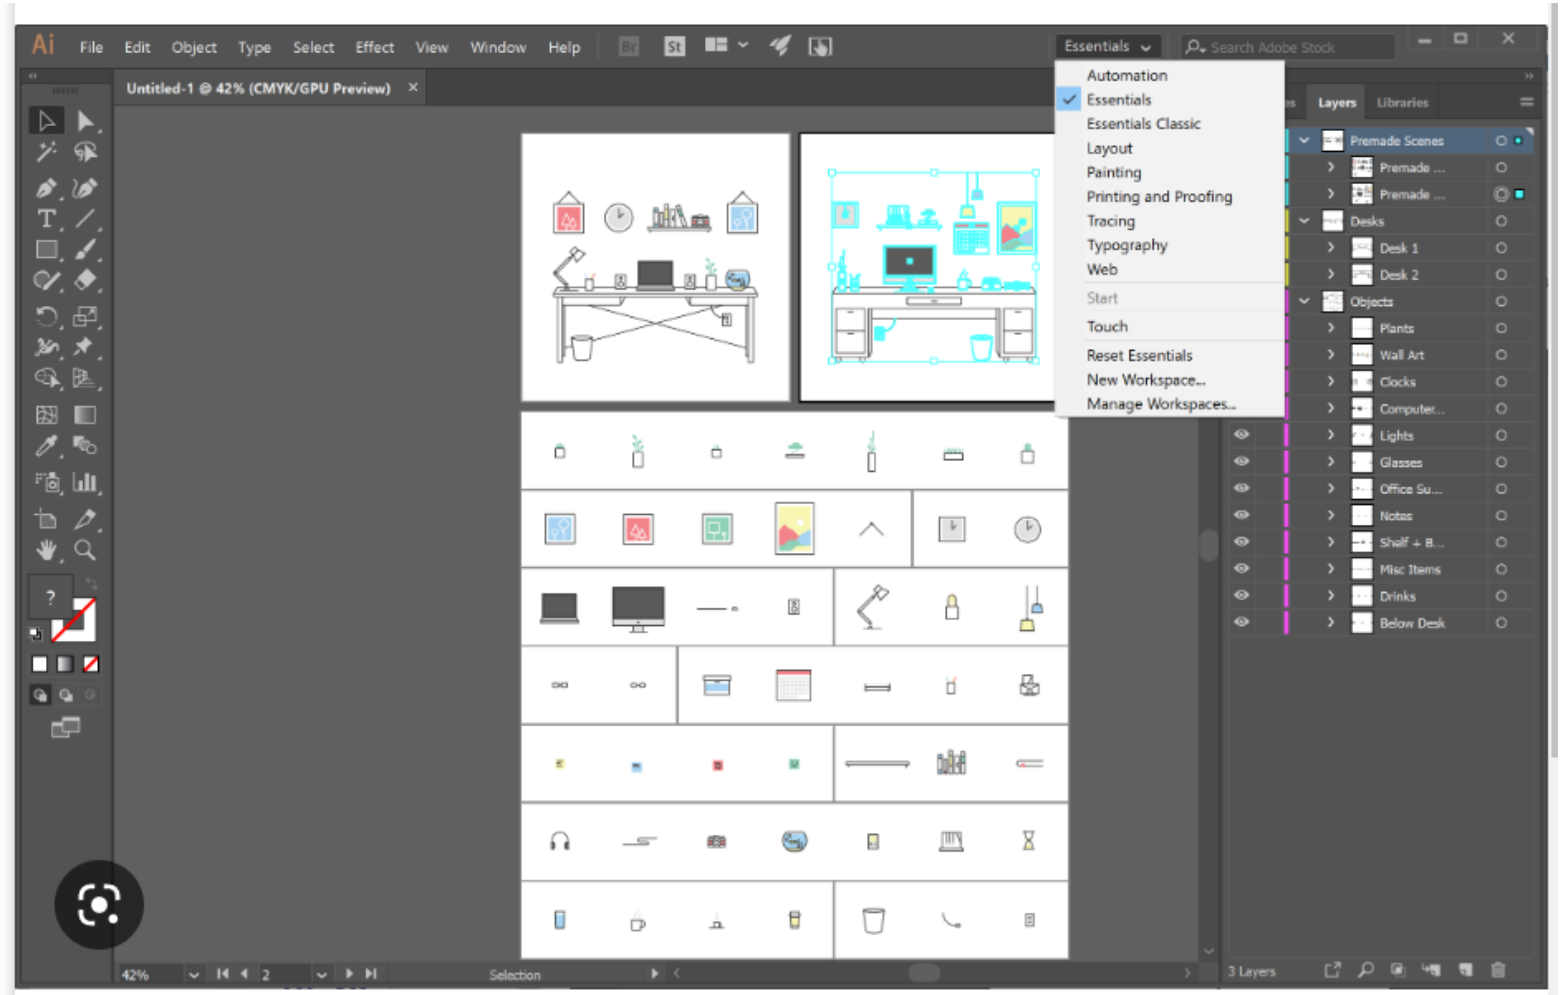 Ai File Edit Object Type Select Effect View Window Help Br St Essentials Search Adobe Stock
Untitled-1 @ 42% (CMYK/GPU Preview) ×
Automation
Essentials
Essentials Classic
Layout
Painting
Printing and Proofing
Tracing
Typography
Web
Start
Touch
Reset Essentials
New Workspace...
Manage Workspaces...
Layers Libraries
Premade Scenes
Premade ...
Premade ...
Desks
Desk 1
Desk 2
Objects
Plants
Wall Art
Clocks
Computer...
Lights
Glasses
Office Su...
Notes
Shelf + B...
Misc Items
Drinks
Below Desk
?
42% 2 Selection
3 Layers